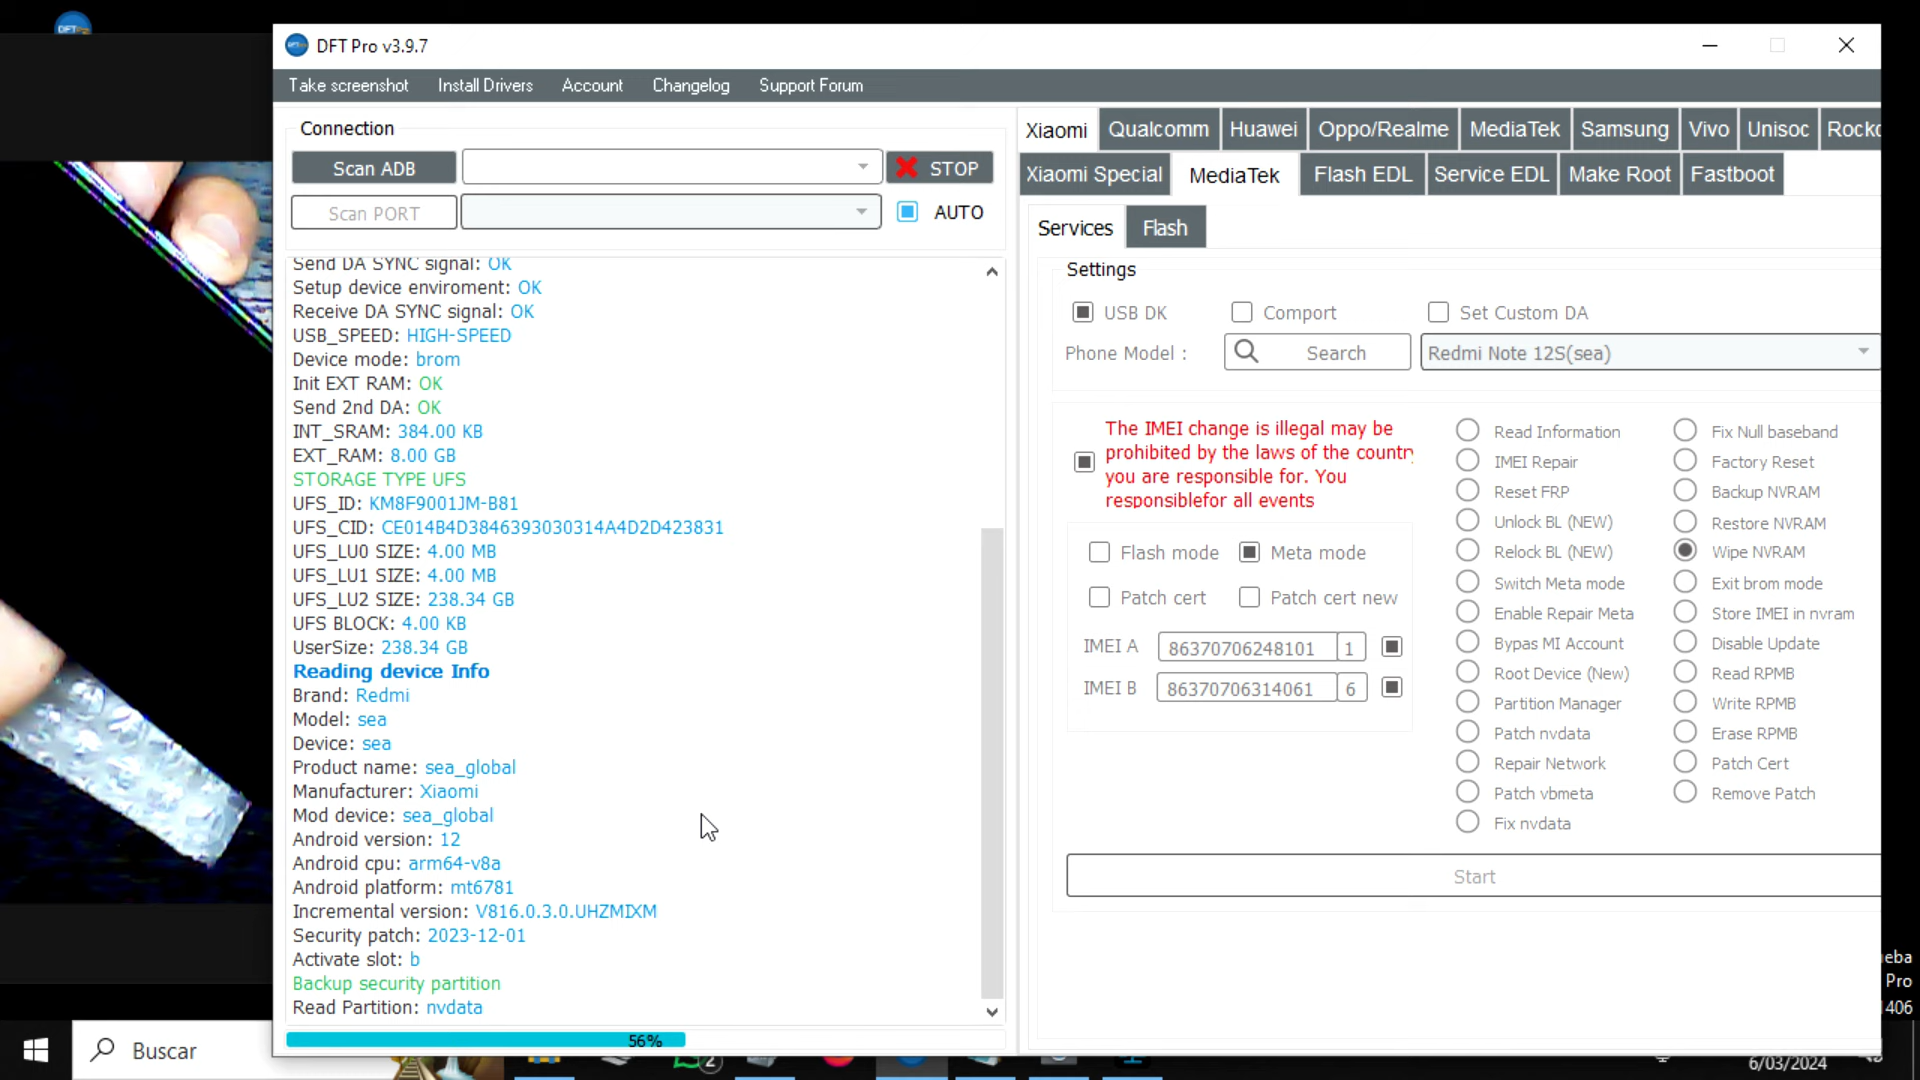 DFT Pro v3.9.7
Take screenshot Install Drivers Account Changelog Support Forum
Connection
Scan ADB STOP
Scan PORT AUTO
Send DA SYNC signal: OK
Setup device enviroment: OK
Receive DA SYNC signal: OK
USB_SPEED: HIGH-SPEED
Device mode: brom
Init EXT RAM: OK
Send 2nd DA: OK
INT_SRAM: 384.00 KB
EXT_RAM: 8.00 GB
STORAGE TYPE UFS
UFS_ID: KM8F9001JM-B81
UFS_CID: CE014B4D3846393030314A4D2D423831
UFS_LU0 SIZE: 4.00 MB
UFS_LU1 SIZE: 4.00 MB
UFS_LU2 SIZE: 238.34 GB
UFS BLOCK: 4.00 KB
UserSize: 238.34 GB
Reading device Info
Brand: Redmi
Model: sea
Device: sea
Product name: sea_global
Manufacturer: Xiaomi
Mod device: sea_global
Android version: 12
Android cpu: arm64-v8a
Android platform: mt6781
Incremental version: V816.0.3.0.UHZMIXM
Security patch: 2023-12-01
Activate slot: b
Backup security partition
Read Partition: nvdata
56%
Xiaomi Qualcomm Huawei Oppo/Realme MediaTek Samsung Vivo Unisoc Rockc
Xiaomi Special MediaTek Flash EDL Service EDL Make Root Fastboot
Services Flash
Settings
USB DK Comport Set Custom DA
Phone Model : Search Redmi Note 12S(sea)
The IMEI change is illegal may be
prohibited by the laws of the country
you are responsible for. You
responsiblefor all events
Flash mode Meta mode
Patch cert Patch cert new
IMEI A 86370706248101 1
IMEI B 86370706314061 6
Read Information
IMEI Repair
Reset FRP
Unlock BL (NEW)
Relock BL (NEW)
Switch Meta mode
Enable Repair Meta
Bypas MI Account
Root Device (New)
Partition Manager
Patch nvdata
Repair Network
Patch vbmeta
Fix nvdata
Fix Null baseband
Factory Reset
Backup NVRAM
Restore NVRAM
Wipe NVRAM
Exit brom mode
Store IMEI in nvram
Disable Update
Read RPMB
Write RPMB
Erase RPMB
Patch Cert
Remove Patch
Start
eba
Pro
1406
Buscar
2
6/03/2024